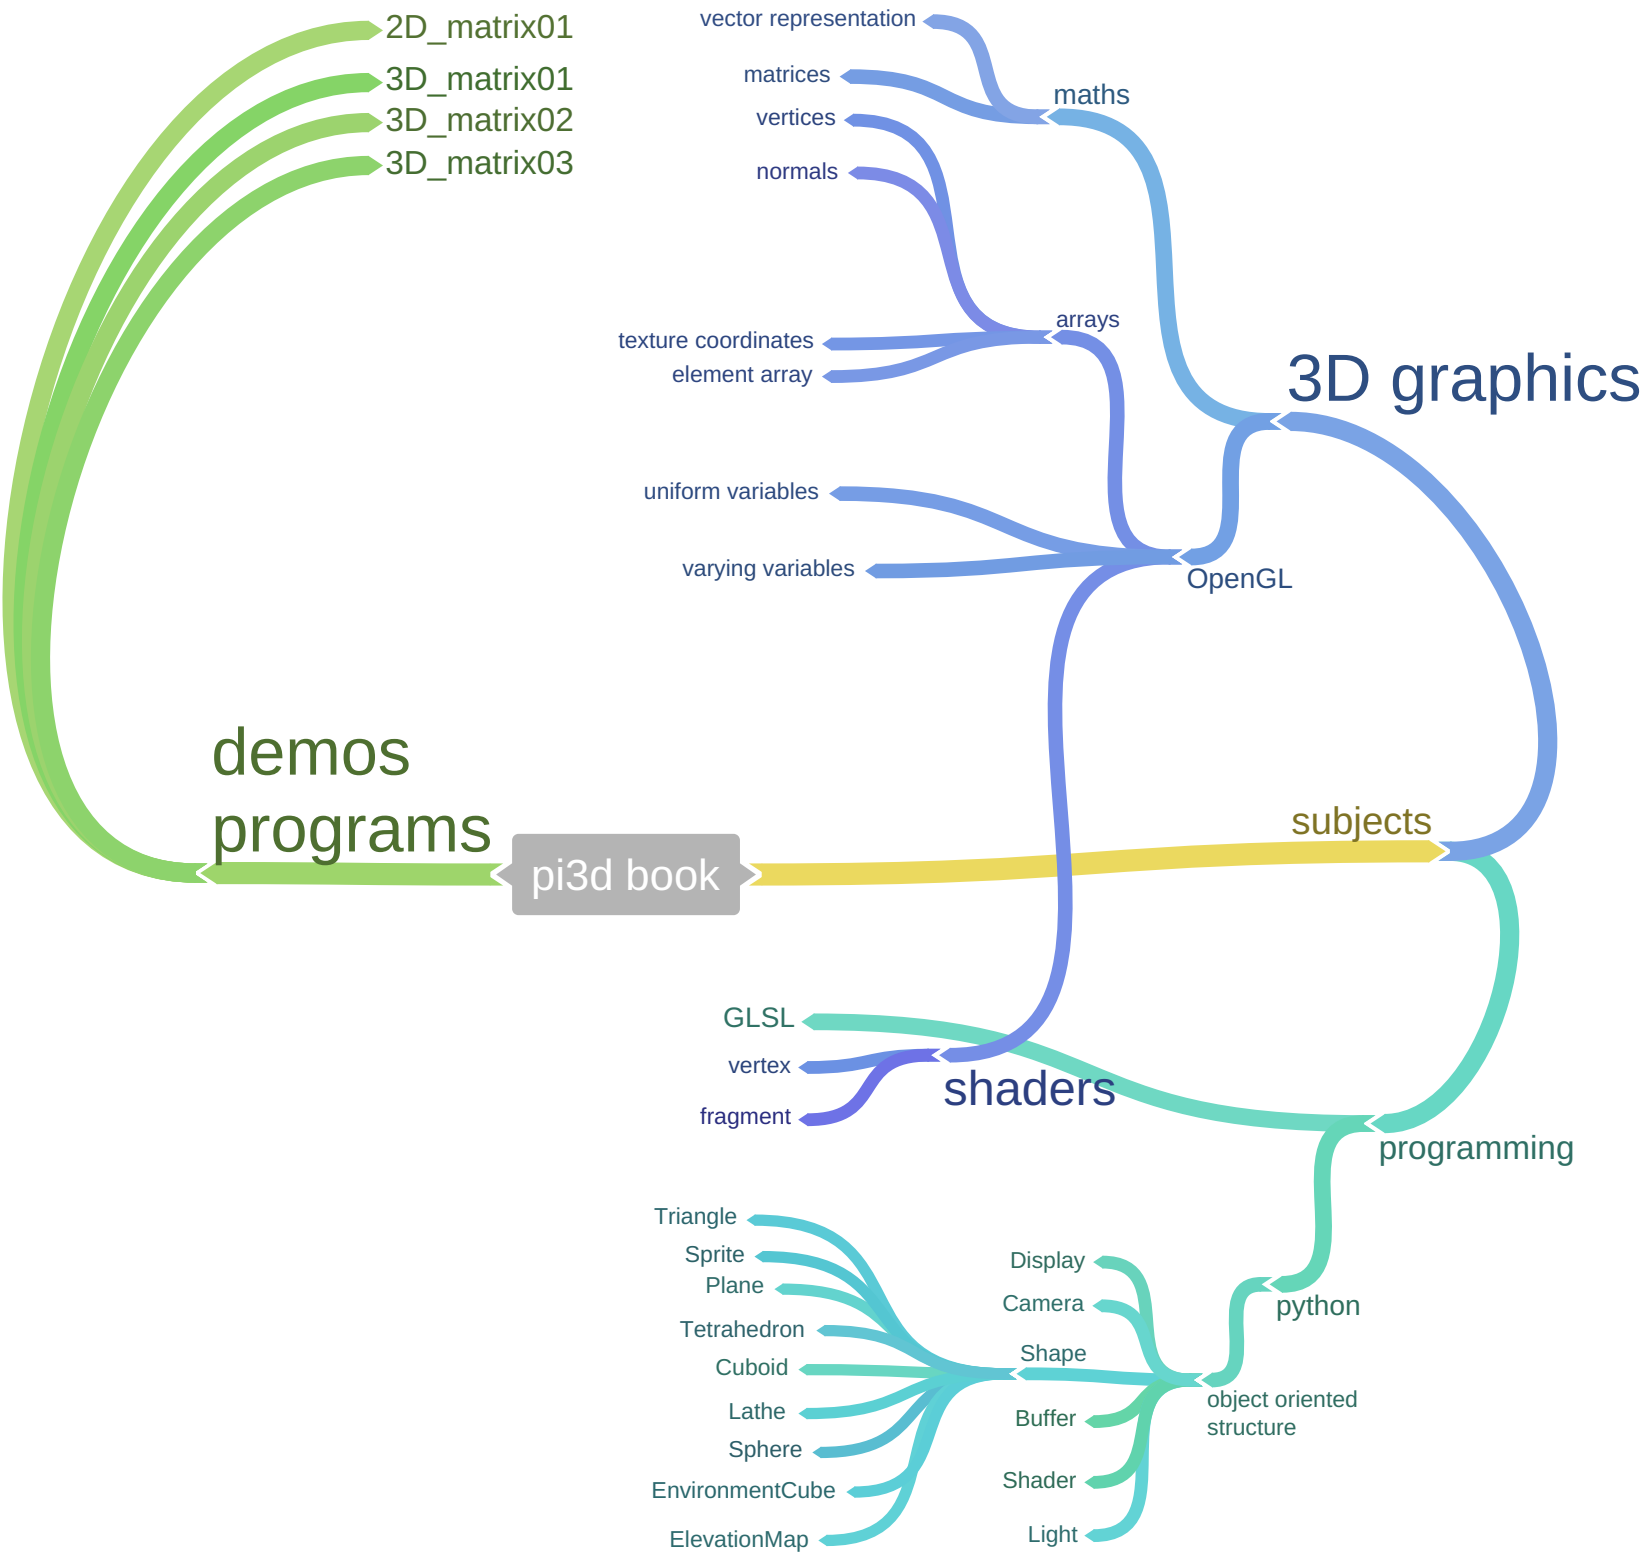 2D_matrix01
3D_matrix01
3D_matrix02
3D_matrix03
vector representation
matrices
maths
vertices
normals
arrays
texture coordinates
element array
3D graphics
uniform variables
varying variables
OpenGL
demos
programs
pi3d book
subjects
GLSL
vertex
fragment
shaders
programming
Triangle
Sprite
Plane
Tetrahedron
Cuboid
Lathe
Sphere
EnvironmentCube
ElevationMap
Display
Camera
Shape
Buffer
Shader
Light
python
object oriented
structure